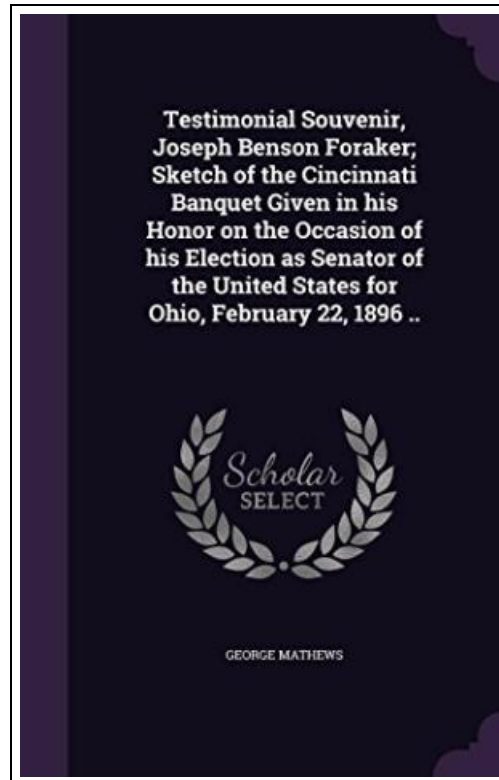 Testimonial Souvenir,
Joseph Benson Foraker;
Sketch of the Cincinnati
Banquet Given in his
Honor on the Occasion of
his Election as Senator of
the United States for
Ohio, February 22, 1896 ..
Scholar
SELECT
GEORGE MATHEWS